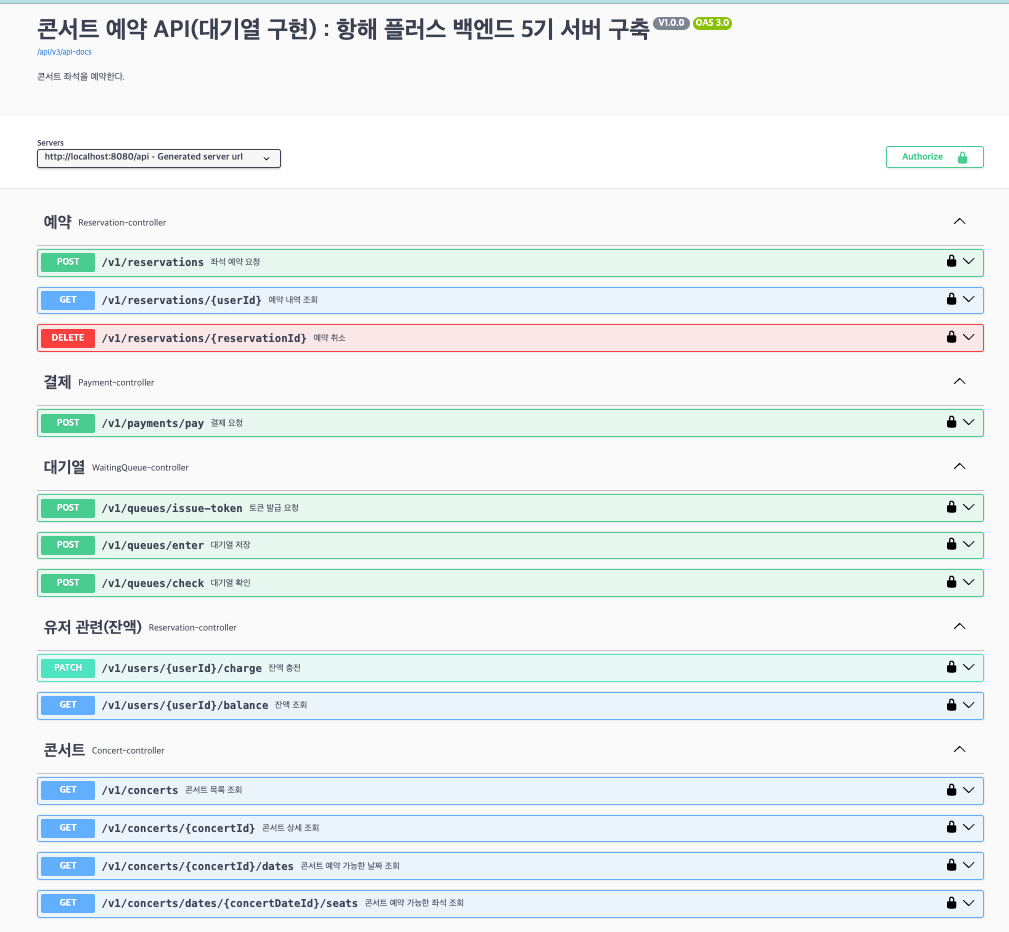 콘서트 예약 API(대기열 구현) : 항해 플러스 백엔드 5기 서버 구축 V1.0.0 OAS 3.0
/api/v3/api-docs
콘서트 좌석을 예약한다.
Servers
http://localhost:8080/api - Generated server url
Authorize
예약 Reservation-controller
POST /v1/reservations 좌석 예약 요청
GET /v1/reservations/{userId} 예약 내역 조회
DELETE /v1/reservations/{reservationId} 예약 취소
결제 Payment-controller
POST /v1/payments/pay 결제 요청
대기열 WaitingQueue-controller
POST /v1/queues/issue-token 토큰 발급 요청
POST /v1/queues/enter 대기열 저장
POST /v1/queues/check 대기열 확인
유저 관련(잔액) Reservation-controller
PATCH /v1/users/{userId}/charge 잔액 충전
GET /v1/users/{userId}/balance 잔액 조회
콘서트 Concert-controller
GET /v1/concerts 콘서트 목록 조회
GET /v1/concerts/{concertId} 콘서트 상세 조회
GET /v1/concerts/{concertId}/dates 콘서트 예약 가능한 날짜 조회
GET /v1/concerts/dates/{concertDateId}/seats 콘서트 예약 가능한 좌석 조회